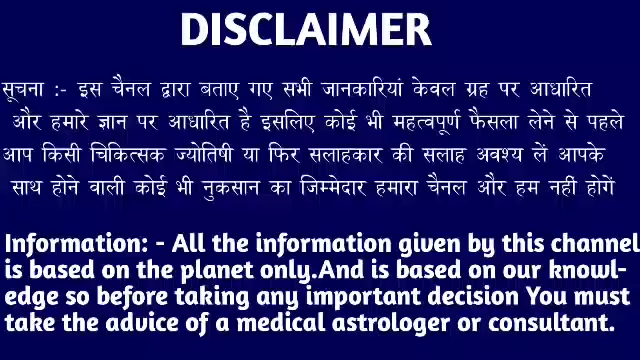 DISCLAIMER
सूचना :- इस चैनल द्वारा बताए गए सभी जानकारियां केवल ग्रह पर आधारित
और हमारे ज्ञान पर आधारित है इसलिए कोई भी महत्वपूर्ण फैसला लेने से पहले
आप किसी चिकित्सक ज्योतिषी या फिर सलाहकार की सलाह अवश्य लें आपके
साथ होने वाली कोई भी नुकसान का जिम्मेदार हमारा चैनल और हम नहीं होगें
Information: - All the information given by this channel
is based on the planet only.And is based on our knowl-
edge so before taking any important decision You must
take the advice of a medical astrologer or consultant.